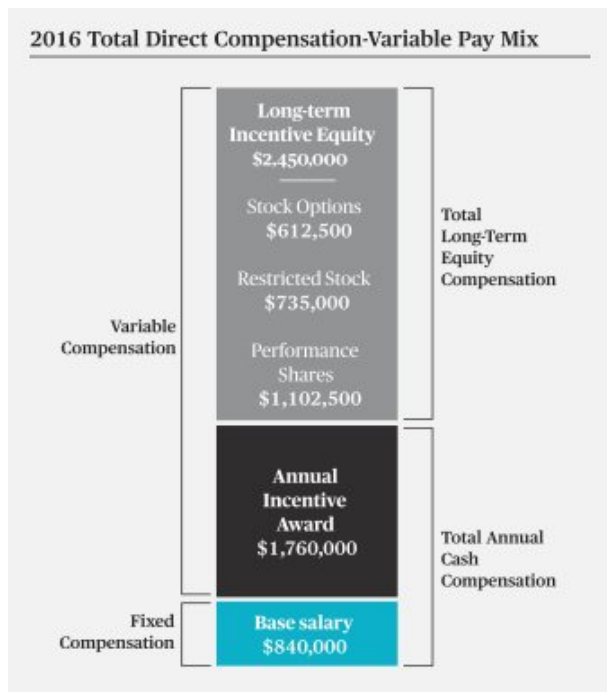 2016 Total Direct Compensation-Variable Pay Mix
Long-term
Incentive Equity
$2,450,000
Stock Options
$612,500
Restricted Stock
$735,000
Performance
Shares
$1,102,500
Total
Long-Term
Equity
Compensation
Variable
Compensation
Annual
Incentive
Award
$1,760,000
Total Annual
Cash
Compensation
Fixed
Compensation
Base salary
$840,000